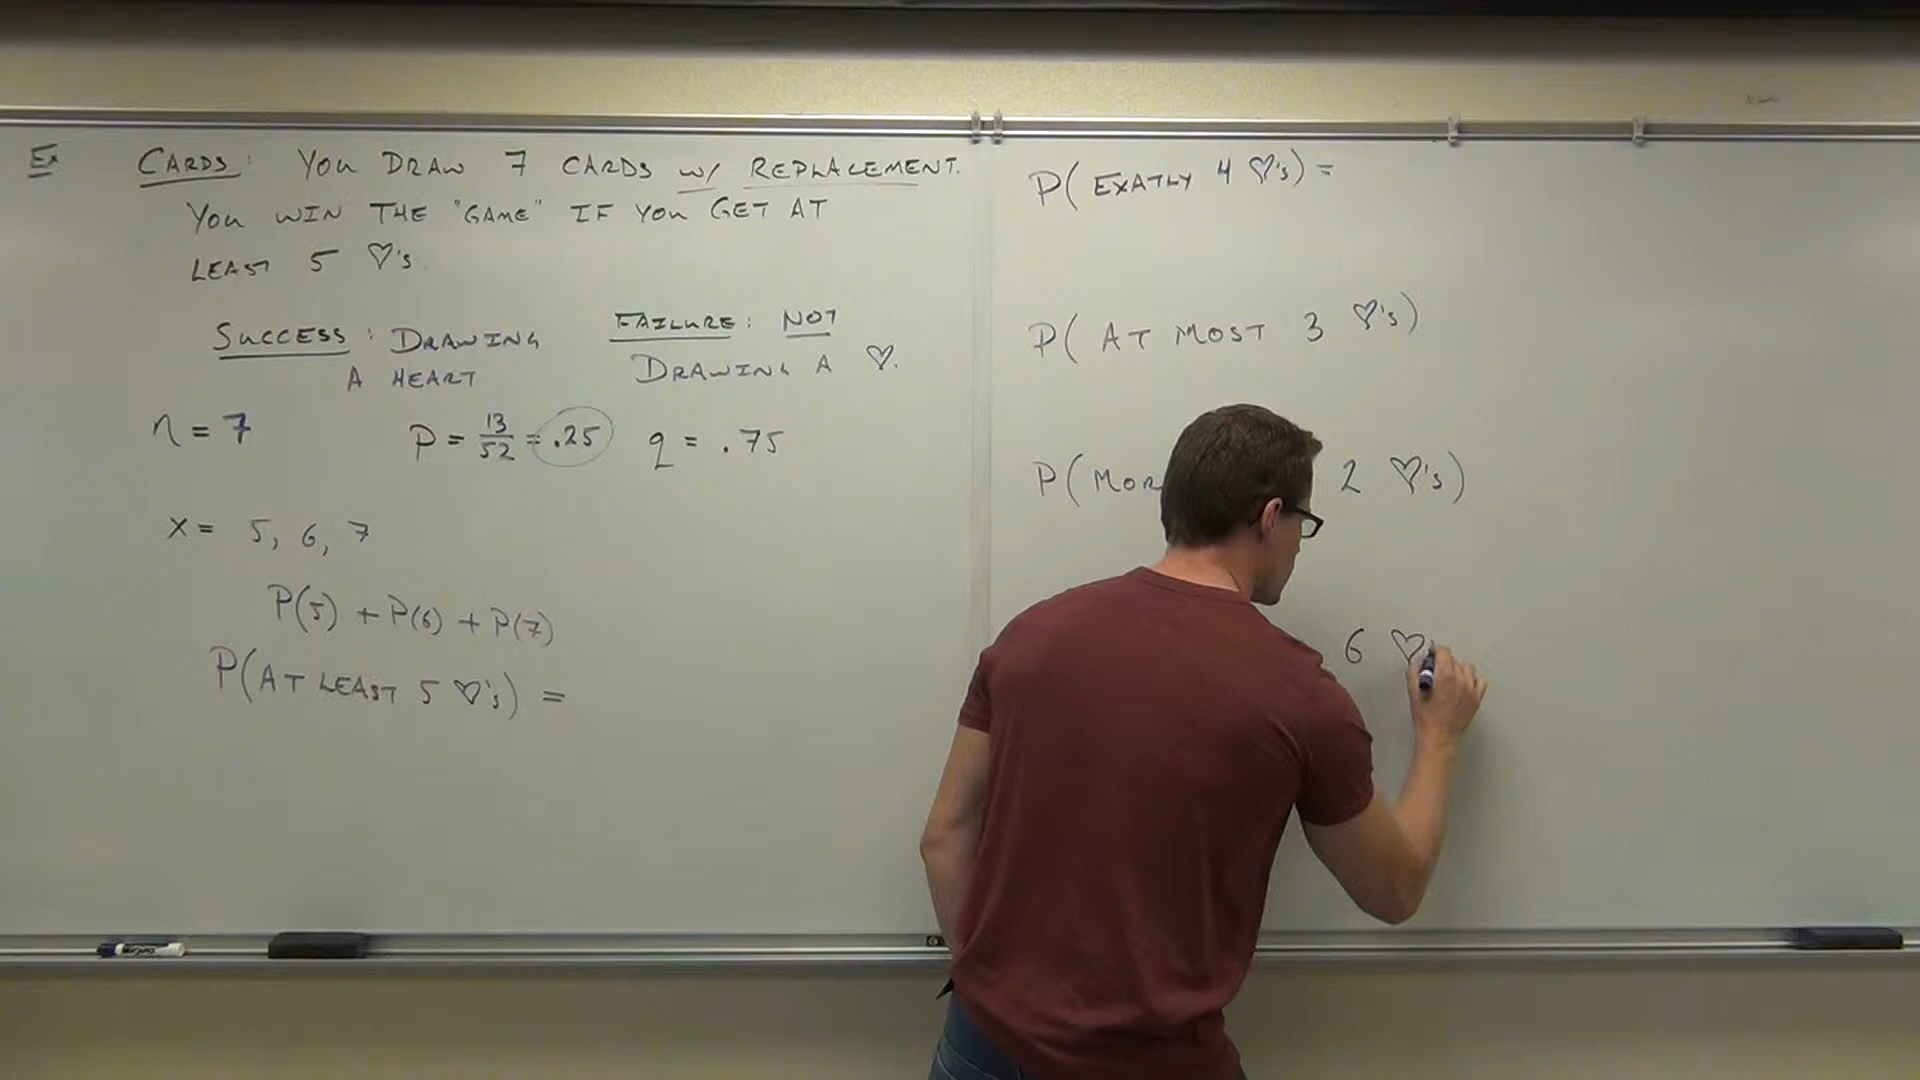 Ex CARDS: YOU DRAW 7 CARDS w/ REPLACEMENT.
YOU WIN THE "GAME" IF YOU GET AT
LEAST 5 ♡'s.
SUCCESS: DRAWING
A HEART
FAILURE: NOT
DRAWING A ♡.
n = 7 p = 13/52 = .25 q = .75
x = 5, 6, 7
P(5) + P(6) + P(7)
P(AT LEAST 5 ♡'s) =
P(EXATLY 4 ♡'s) =
P(AT MOST 3 ♡'s)
P(MOR 2 ♡'s)
6 ♡